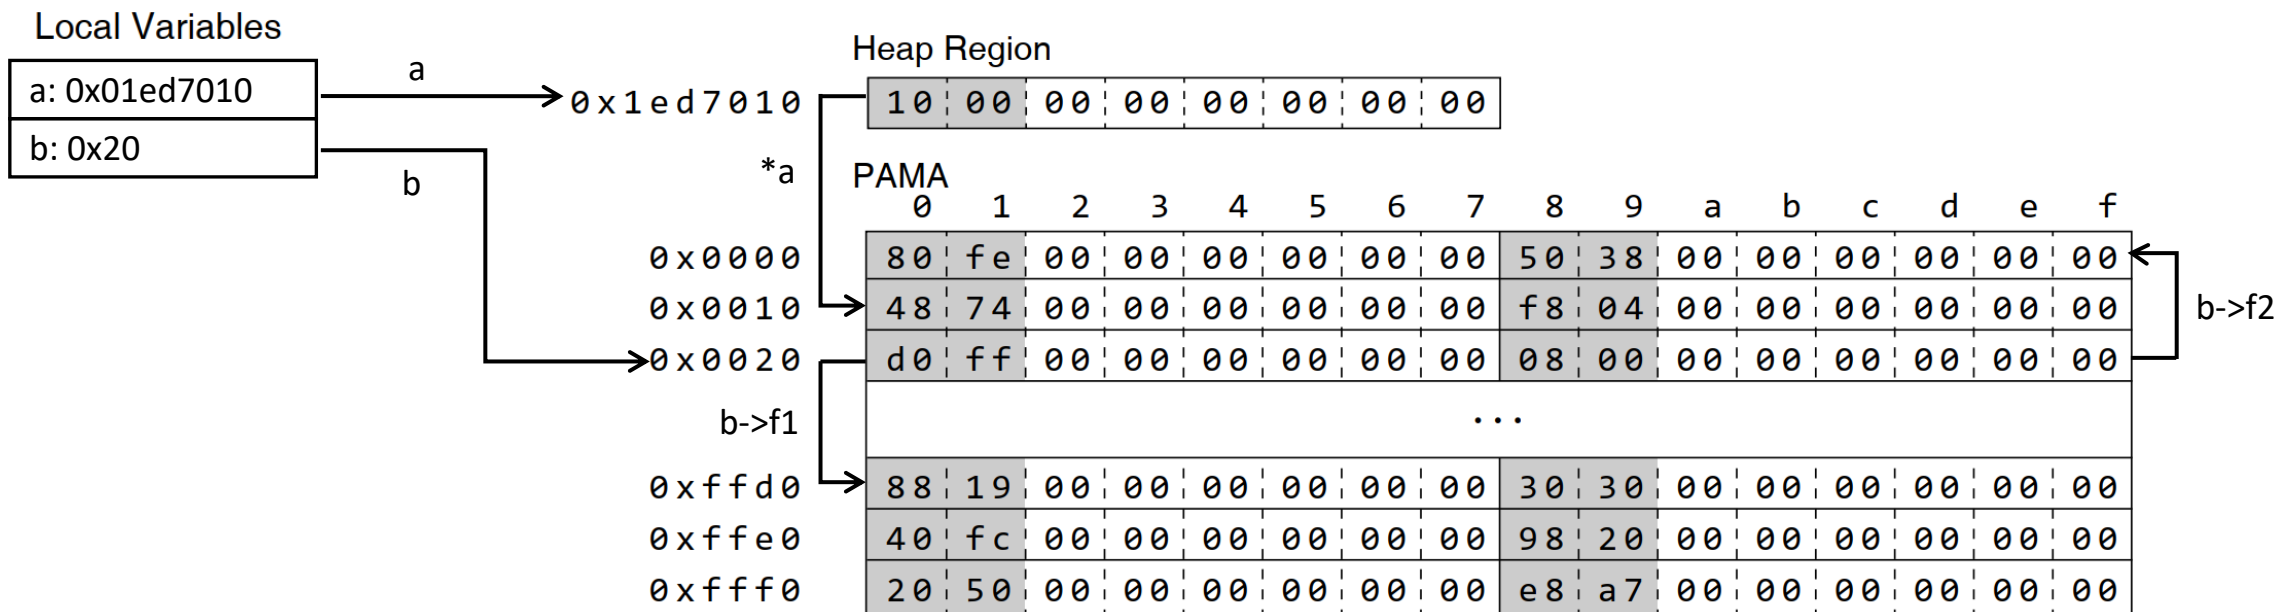 Local Variables
a: 0x01ed7010
b: 0x20
a
b
Heap Region
0x1ed7010 10 00 00 00 00 00 00 00
*a
PAMA
0 1 2 3 4 5 6 7 8 9 a b c d e f
0x0000 80 fe 00 00 00 00 00 00 50 38 00 00 00 00 00 00
0x0010 48 74 00 00 00 00 00 00 f8 04 00 00 00 00 00 00
b->f2
0x0020 d0 ff 00 00 00 00 00 00 08 00 00 00 00 00 00 00
b->f1
...
0xffd0 88 19 00 00 00 00 00 00 30 30 00 00 00 00 00 00
0xffe0 40 fc 00 00 00 00 00 00 98 20 00 00 00 00 00 00
0xfff0 20 50 00 00 00 00 00 00 e8 a7 00 00 00 00 00 00